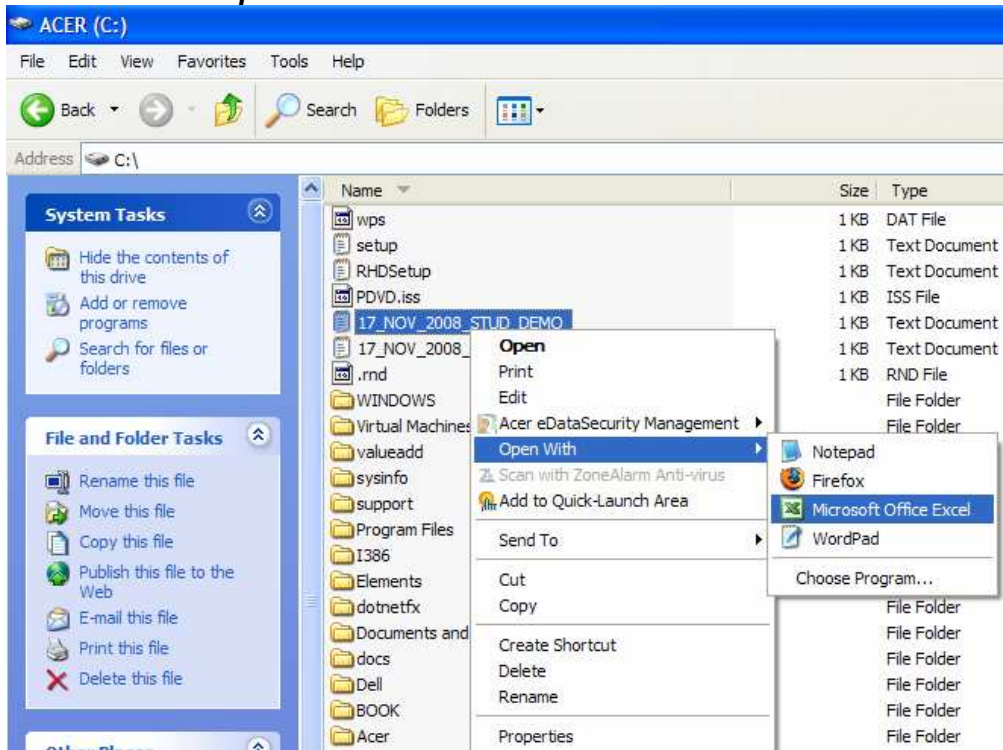 ACER (C:)
File Edit View Favorites Tools Help
Back Search Folders
Address C:\
System Tasks
Hide the contents of
this drive
Add or remove
programs
Search for files or
folders
File and Folder Tasks
Rename this file
Move this file
Copy this file
Publish this file to the
Web
E-mail this file
Print this file
Delete this file
Name Size Type
wps 1 KB DAT File
setup 1 KB Text Document
RHDSetup 1 KB Text Document
PDVD.iss 1 KB ISS File
17_NOV_2008_STUD_DEMO 1 KB Text Document
17_NOV_2008_ 1 KB Text Document
.rnd 1 KB RND File
WINDOWS File Folder
Virtual Machines File Folder
valueadd
sysinfo
support
Program Files
I386
Elements
dotnetfx File Folder
Documents and File Folder
docs File Folder
Dell File Folder
BOOK File Folder
Acer File Folder
Open
Print
Edit
Acer eDataSecurity Management
Open With
Scan with ZoneAlarm Anti-virus
Add to Quick-Launch Area
Send To
Cut
Copy
Create Shortcut
Delete
Rename
Properties
Notepad
Firefox
Microsoft Office Excel
WordPad
Choose Program...